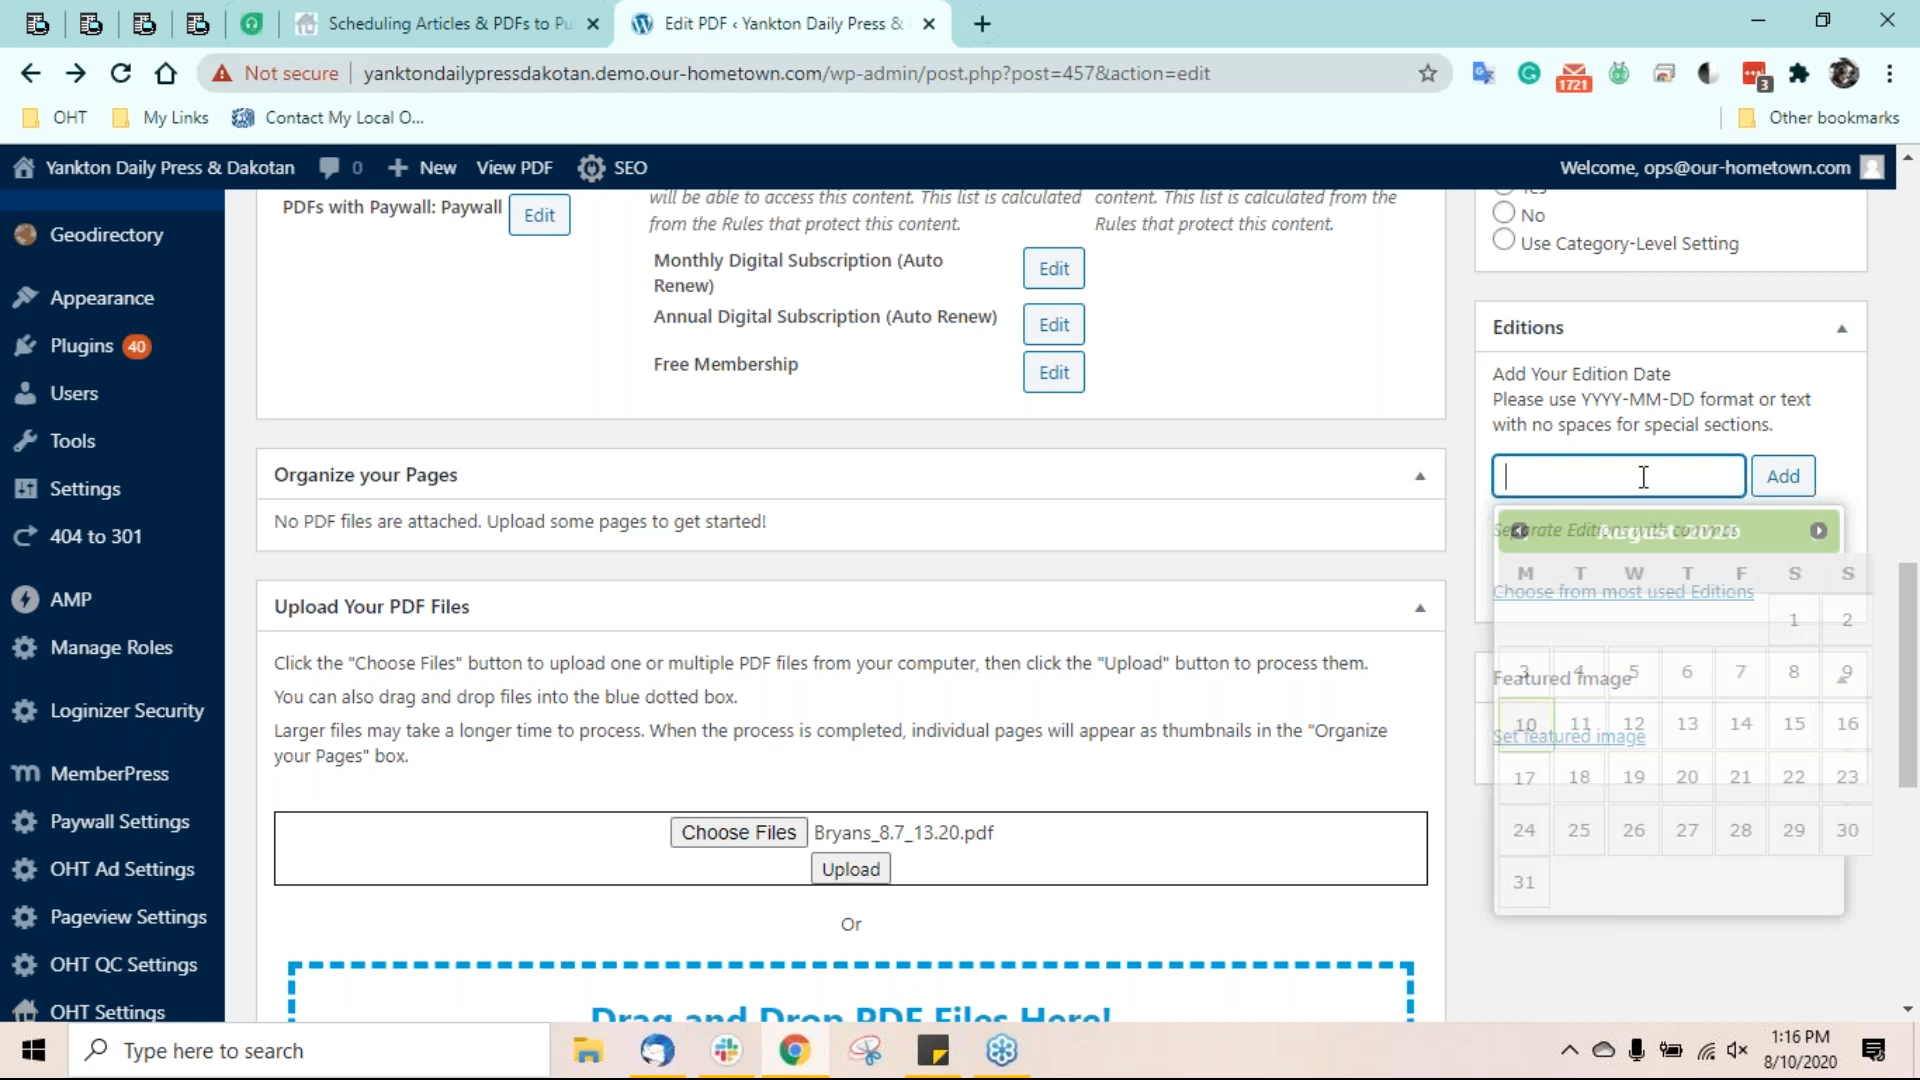 Scheduling Articles & PDFs to Pu
Edit PDF ‹ Yankton Daily Press &
Not secure
yanktondailypressdakotan.demo.our-hometown.com/wp-admin/post.php?post=457&action=edit
1721
3
OHT
My Links
Contact My Local O...
Other bookmarks
Yankton Daily Press & Dakotan
0
New
View PDF
SEO
Welcome, ops@our-hometown.com
Geodirectory
Appearance
Plugins 40
Users
Tools
Settings
404 to 301
AMP
Manage Roles
Loginizer Security
MemberPress
Paywall Settings
OHT Ad Settings
Pageview Settings
OHT QC Settings
OHT Settings
PDFs with Paywall: Paywall
Edit
will be able to access this content. This list is calculated
from the Rules that protect this content.
content. This list is calculated from the
Rules that protect this content.
Monthly Digital Subscription (Auto
Renew)
Edit
Annual Digital Subscription (Auto Renew)
Edit
Free Membership
Edit
Organize your Pages
No PDF files are attached. Upload some pages to get started!
Upload Your PDF Files
Click the "Choose Files" button to upload one or multiple PDF files from your computer, then click the "Upload" button to process them.
You can also drag and drop files into the blue dotted box.
Larger files may take a longer time to process. When the process is completed, individual pages will appear as thumbnails in the "Organize
your Pages" box.
Choose Files Bryans_8.7_13.20.pdf
Upload
Or
Drag and Drop PDF Files Here!
Yes
No
Use Category-Level Setting
Editions
Add Your Edition Date
Please use YYYY-MM-DD format or text
with no spaces for special sections.
Add
Separate Editions with commas
August 2020
M T W T F S S
Choose from most used Editions
1 2
3 4 5 6 7 8 9
Featured image
10 11 12 13 14 15 16
Set featured image
17 18 19 20 21 22 23
24 25 26 27 28 29 30
31
Type here to search
1:16 PM
8/10/2020